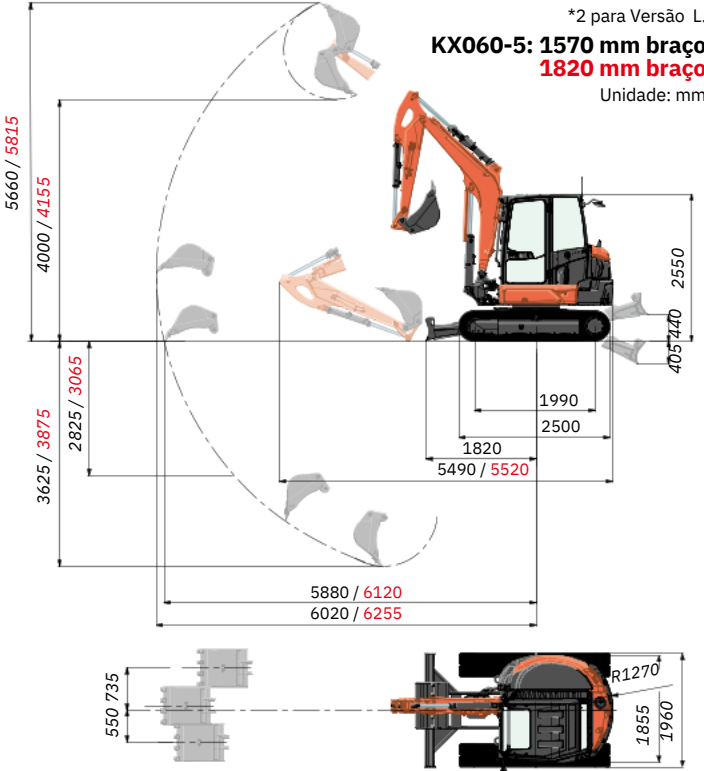 *2 para Versão L.
KX060-5: 1570 mm braço
1820 mm braço
Unidade: mm
5660 / 5815
4000 / 4155
2550
440
405
3625 / 3875
2825 / 3065
1990
2500
1820
5490 / 5520
5880 / 6120
6020 / 6255
735
550
R1270
1855
1960